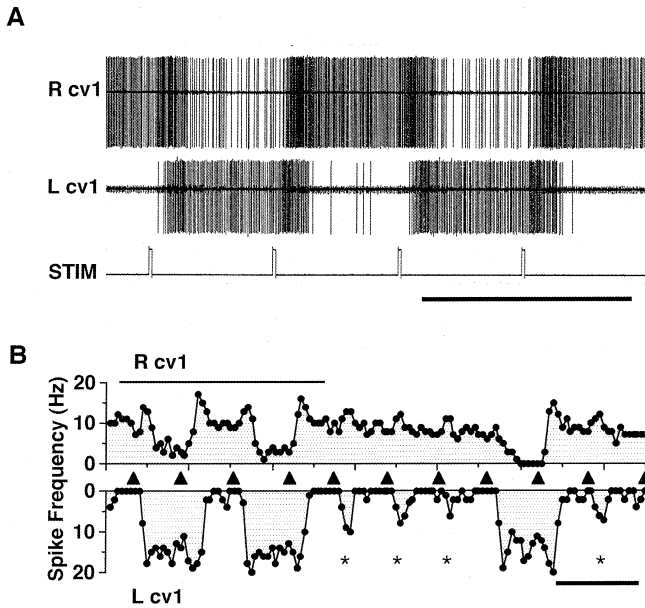 A
R cv1
L cv1
STIM
B
R cv1
20
10
0
0
10
20
Spike Frequency (Hz)
* * * *
L cv1